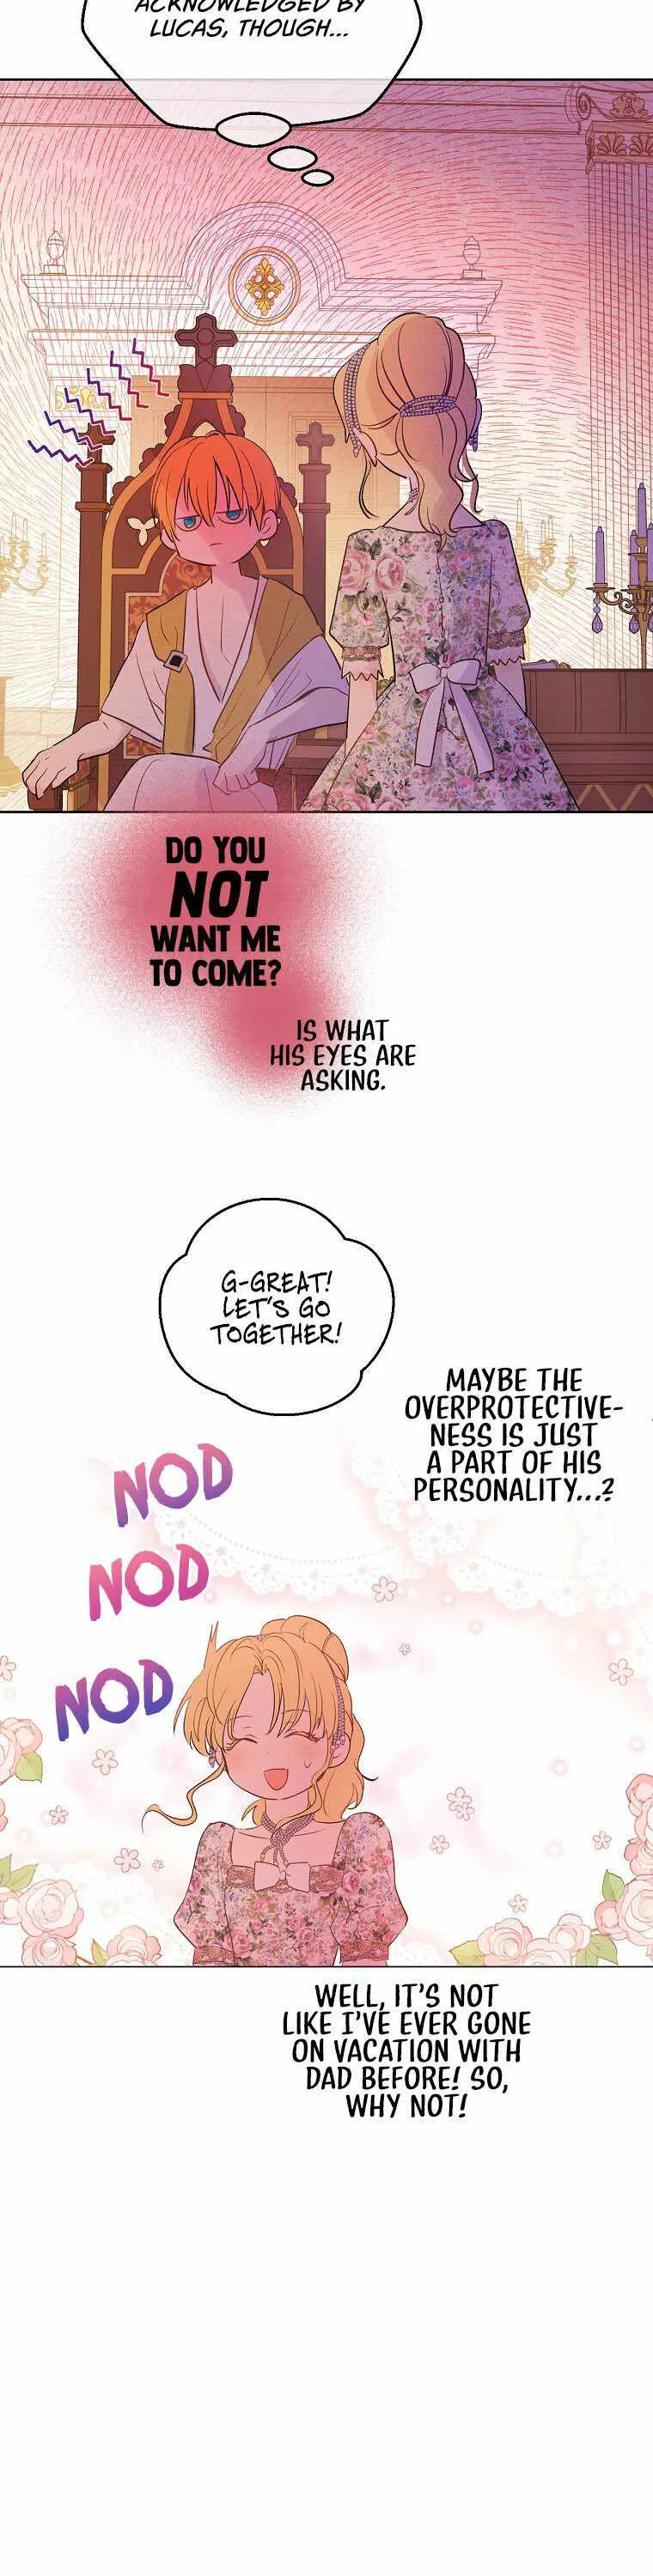 ACKNOWLEDGED BY
LUCAS, THOUGH...
DO YOU
NOT
WANT ME
TO COME?
IS WHAT
HIS EYES ARE
ASKING.
G-GREAT!
LET'S GO
TOGETHER!
MAYBE THE
OVERPROTECTIVE-
NESS IS JUST
A PART OF HIS
PERSONALITY...?
NOD
NOD
NOD
WELL, IT'S NOT
LIKE I'VE EVER GONE
ON VACATION WITH
DAD BEFORE! SO,
WHY NOT!